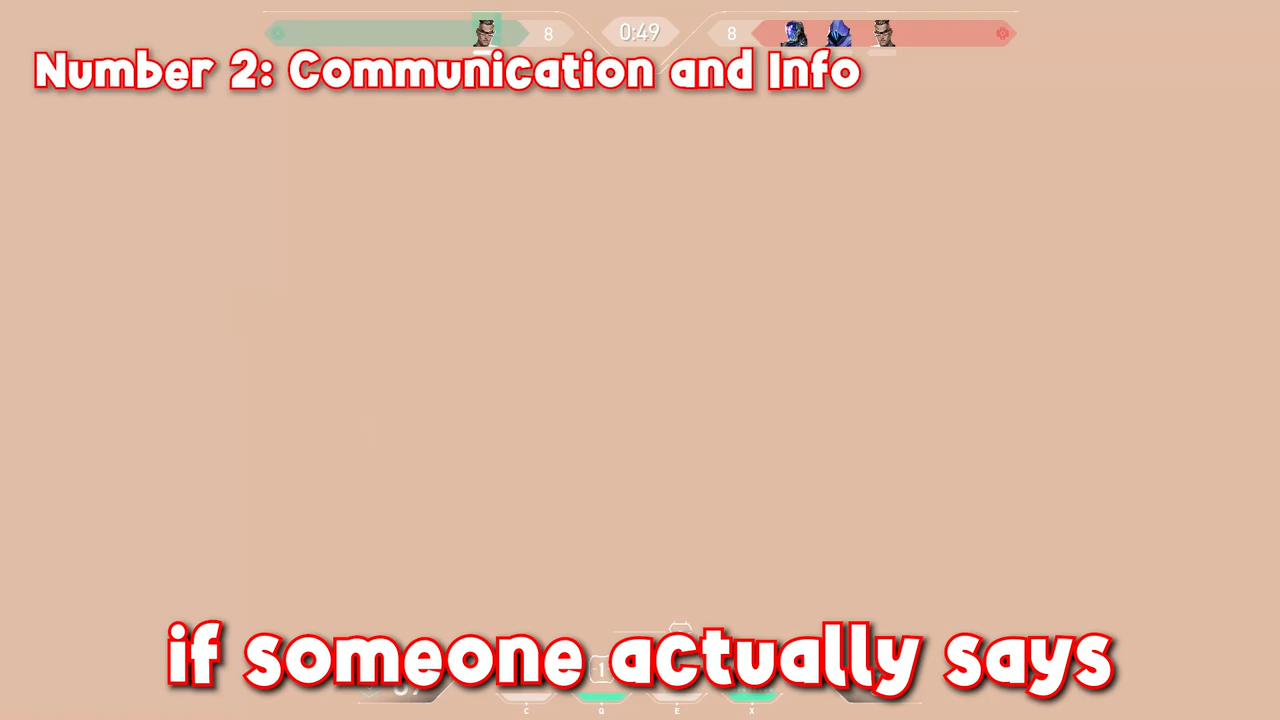 8 0:49 8
Number 2: Communication and Info
if someone actually says
C Q E X